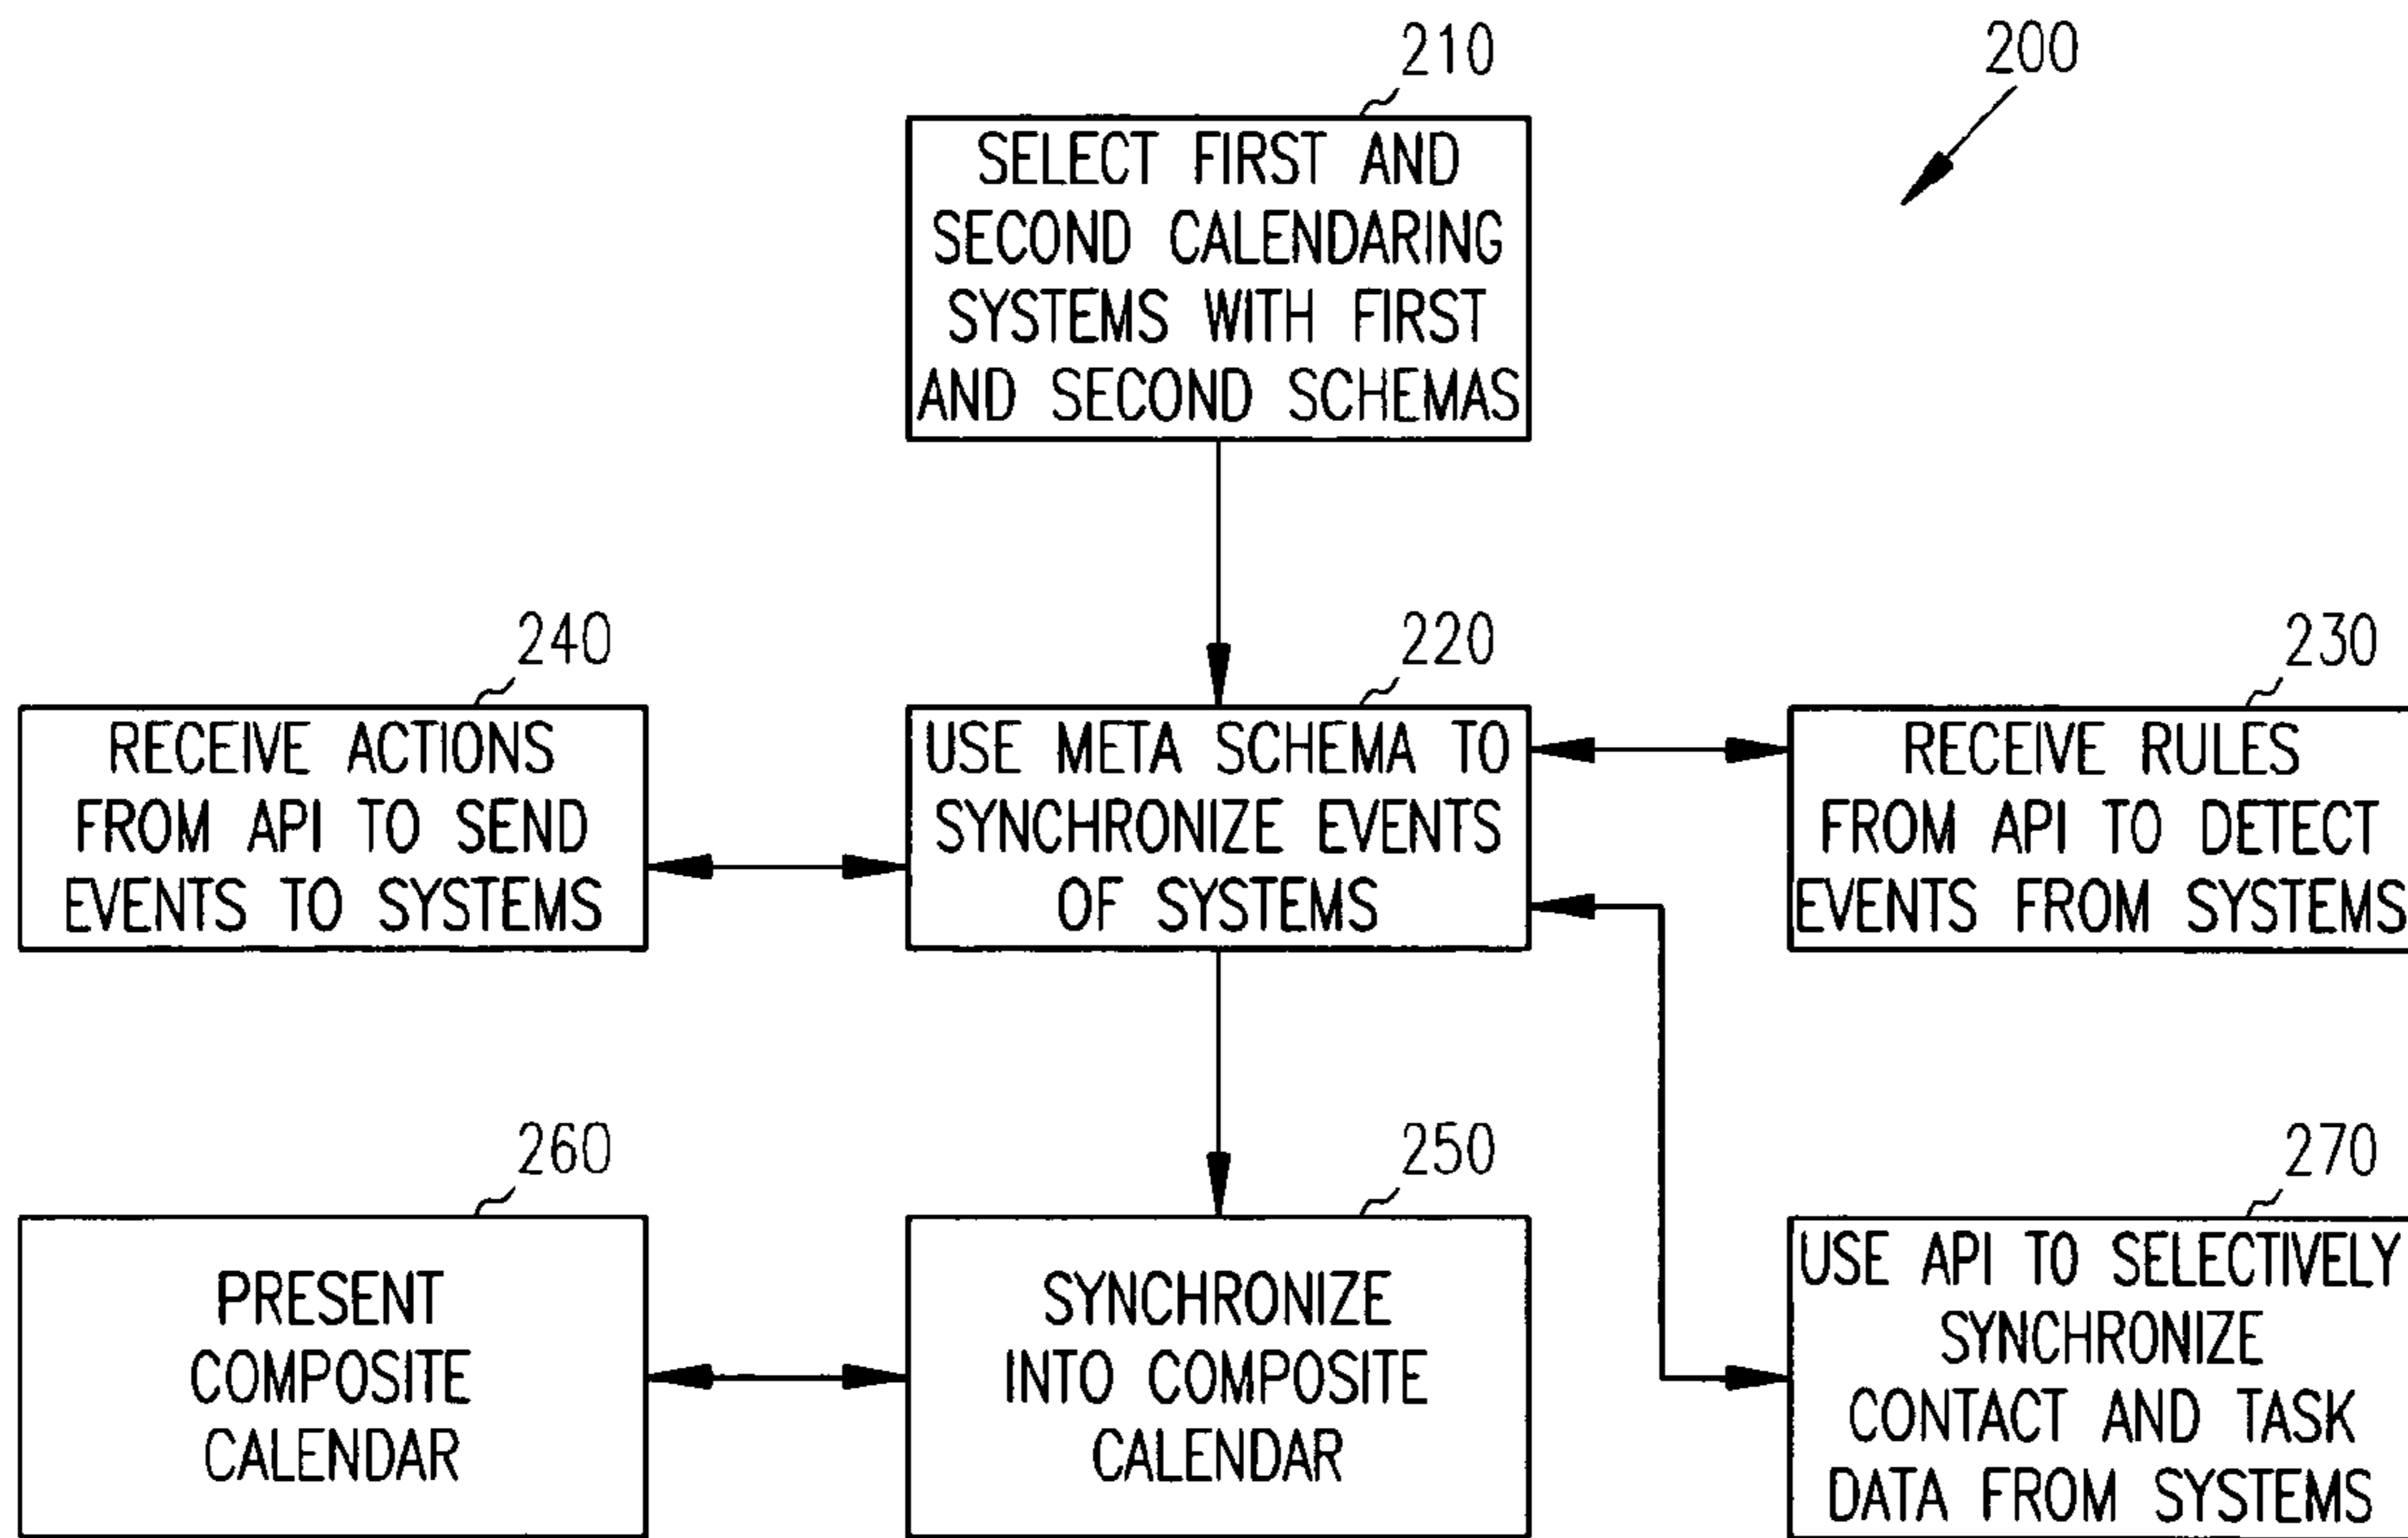 210
200
SELECT FIRST AND
SECOND CALENDARING
SYSTEMS WITH FIRST
AND SECOND SCHEMAS
240
RECEIVE ACTIONS
FROM API TO SEND
EVENTS TO SYSTEMS
220
USE META SCHEMA TO
SYNCHRONIZE EVENTS
OF SYSTEMS
230
RECEIVE RULES
FROM API TO DETECT
EVENTS FROM SYSTEMS
260
PRESENT
COMPOSITE
CALENDAR
250
SYNCHRONIZE
INTO COMPOSITE
CALENDAR
270
USE API TO SELECTIVELY
SYNCHRONIZE
CONTACT AND TASK
DATA FROM SYSTEMS